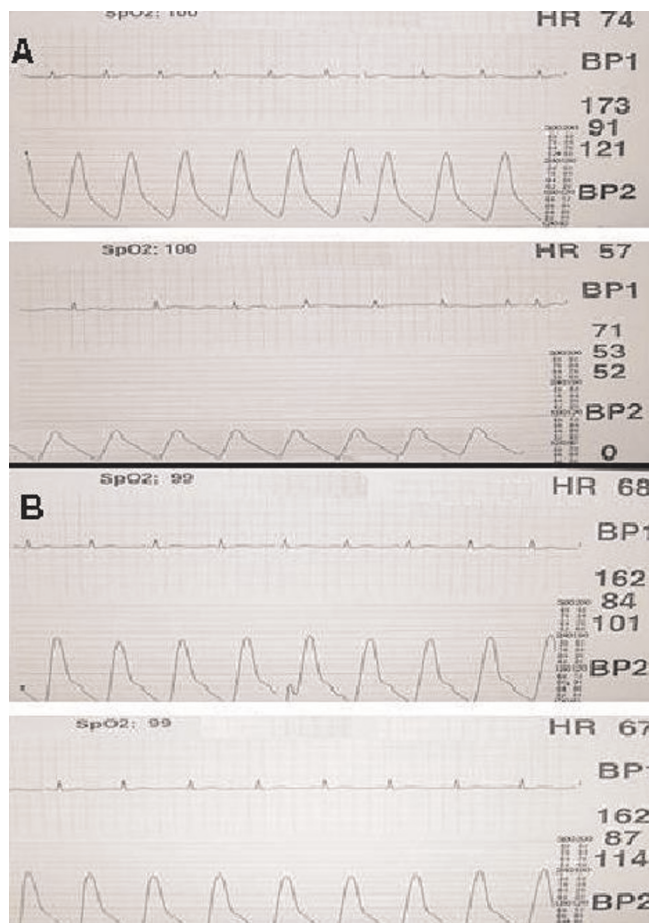 SpO2: 100
HR 74
A
BP1
173
91
121
BP2
SpO2: 100
HR 57
BP1
71
53
52
BP2
0
SpO2: 99
HR 68
B
BP1
162
84
101
BP2
SpO2: 99
HR 67
BP1
162
87
114
BP2